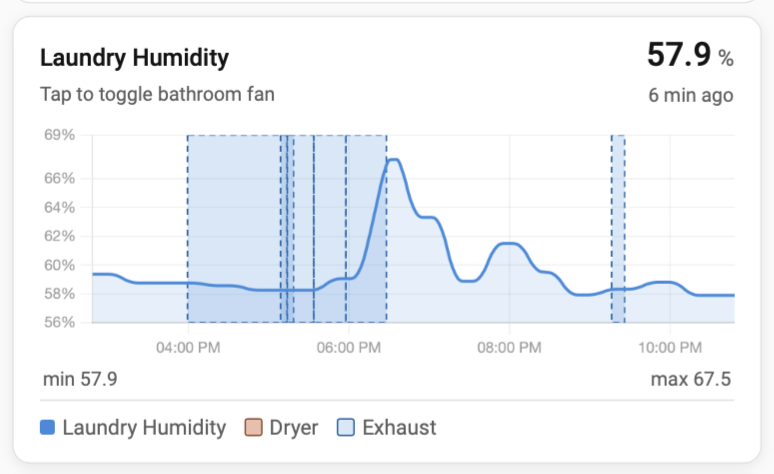 Laundry Humidity 57.9 %
Tap to toggle bathroom fan 6 min ago
69%
66%
64%
62%
60%
58%
56%
04:00 PM 06:00 PM 08:00 PM 10:00 PM
min 57.9 max 67.5
Laundry Humidity Dryer Exhaust